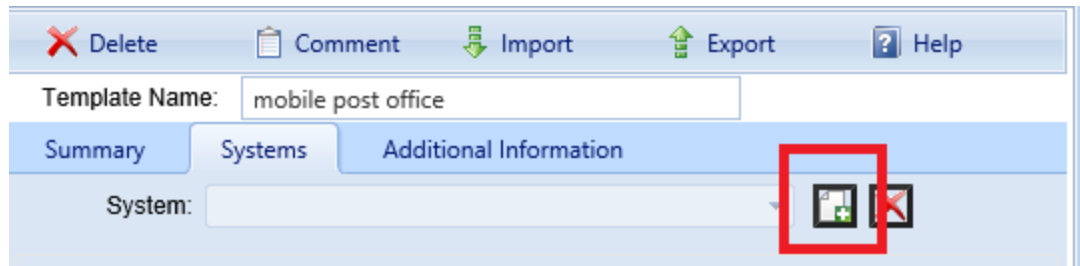 Delete Comment Import Export Help
Template Name: mobile post office
Summary Systems Additional Information
System: